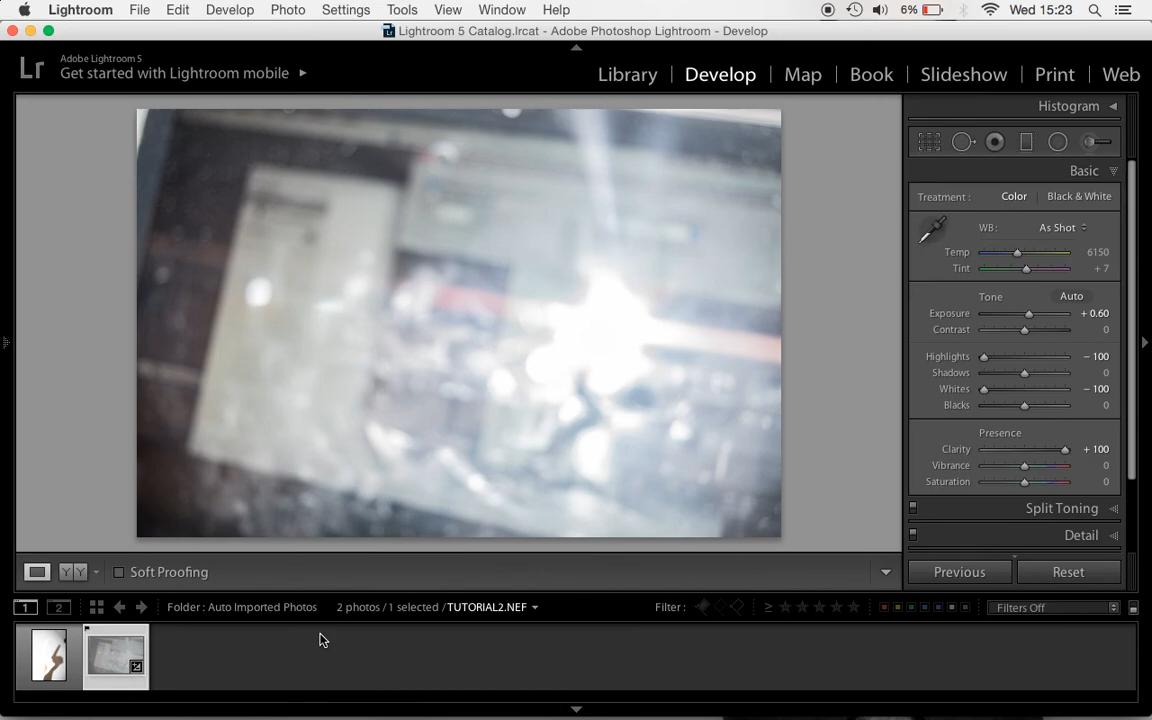 Lightroom File Edit Develop Photo Settings Tools View Window Help 6% Wed 15:23
Lr Lightroom 5 Catalog.lrcat - Adobe Photoshop Lightroom - Develop
Lr
Adobe Lightroom 5
Get started with Lightroom mobile
Library Develop Map Book Slideshow Print Web
Histogram
Basic
Treatment : Color Black & White
WB: As Shot
Temp 6150
Tint + 7
Tone Auto
Exposure + 0.60
Contrast 0
Highlights − 100
Shadows 0
Whites − 100
Blacks 0
Presence
Clarity + 100
Vibrance 0
Saturation 0
Split Toning
Detail
Y Y Soft Proofing Previous Reset
1 2 Folder : Auto Imported Photos 2 photos / 1 selected / TUTORIAL2.NEF Filter : ≥ Filters Off